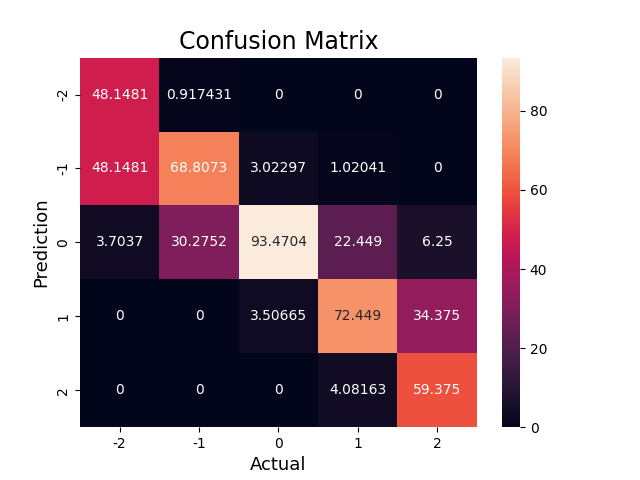 Confusion Matrix
-2 48.1481 0.917431 0 0 0
-1 48.1481 68.8073 3.02297 1.02041 0
0 3.7037 30.2752 93.4704 22.449 6.25
1 0 0 3.50665 72.449 34.375
2 0 0 0 4.08163 59.375
-2 -1 0 1 2
Prediction
Actual
80
60
40
20
0